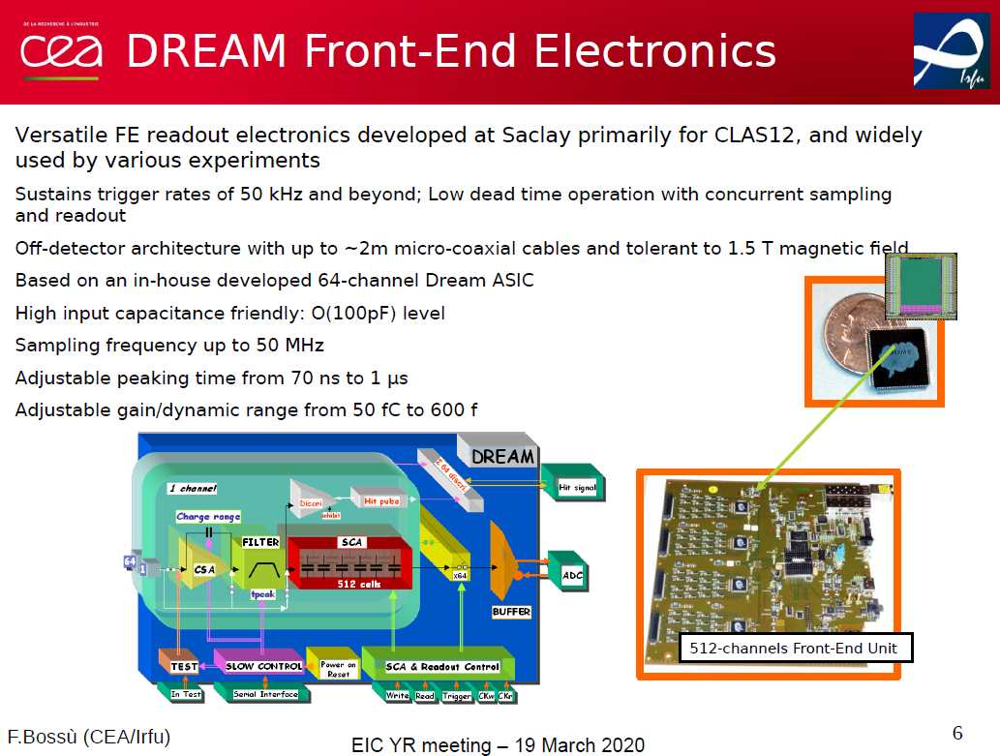 DE LA RECHERCHE À L'INDUSTRIE
cea
DREAM Front-End Electronics
Irfu
Versatile FE readout electronics developed at Saclay primarily for CLAS12, and widely
used by various experiments
Sustains trigger rates of 50 kHz and beyond; Low dead time operation with concurrent sampling
and readout
Off-detector architecture with up to ~2m micro-coaxial cables and tolerant to 1.5 T magnetic field
Based on an in-house developed 64-channel Dream ASIC
High input capacitance friendly: O(100pF) level
Sampling frequency up to 50 MHz
Adjustable peaking time from 70 ns to 1 µs
Adjustable gain/dynamic range from 50 fC to 600 f
DREAM
Σ 64 discri.
1 channel
Hit signal
Discri
Hit pulse
inhibit
Charge range
FILTER
SCA
64
1
CSA
x64
ADC
512 cells
tpeak
BUFFER
TEST
SLOW CONTROL
Power on
Reset
SCA & Readout Control
In Test
Serial Interface
Write
Read
Trigger
CKw
CKr
512-channels Front-End Unit
F.Bossù (CEA/Irfu)
EIC YR meeting – 19 March 2020
6